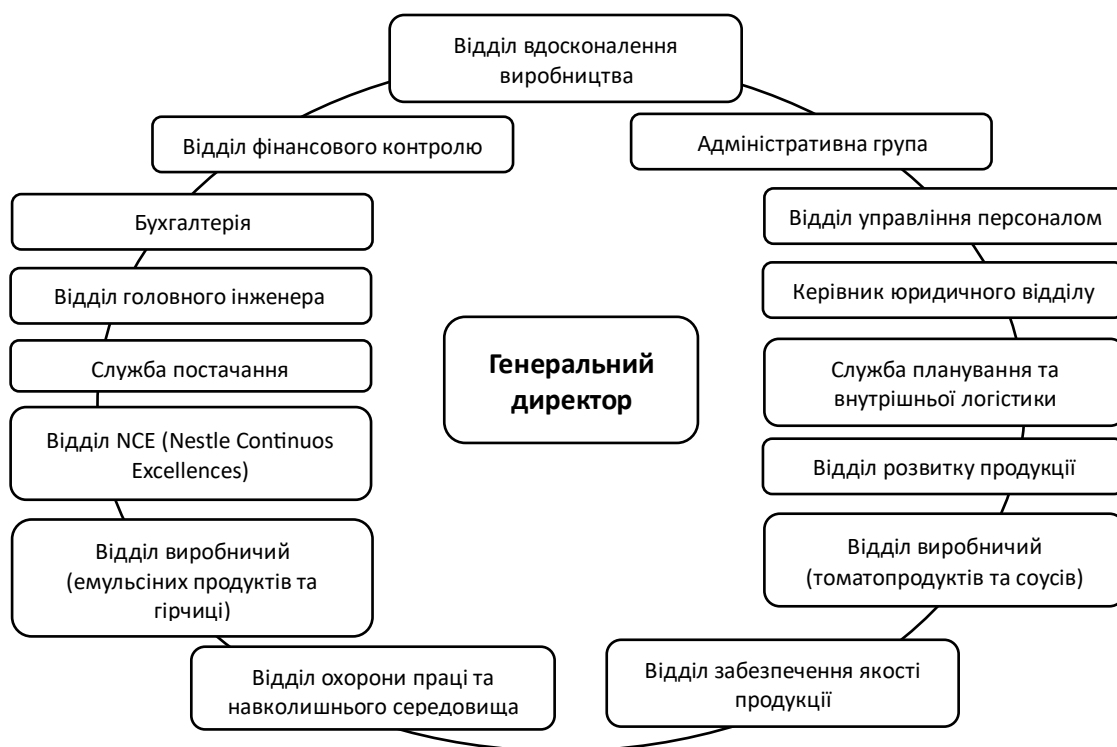 Відділ вдосконалення
виробництва
Відділ фінансового контролю
Адміністративна група
Бухгалтерія
Відділ управління персоналом
Відділ головного інженера
Керівник юридичного відділу
Генеральний
директор
Служба постачання
Служба планування та
внутрішньої логістики
Відділ NCE (Nestle Continuos
Excellences)
Відділ розвитку продукції
Відділ виробничий
(емульсіних продуктів та
гірчиці)
Відділ виробничий
(томатопродуктів та соусів)
Відділ охорони праці та
навколишнього середовища
Відділ забезпечення якості
продукції